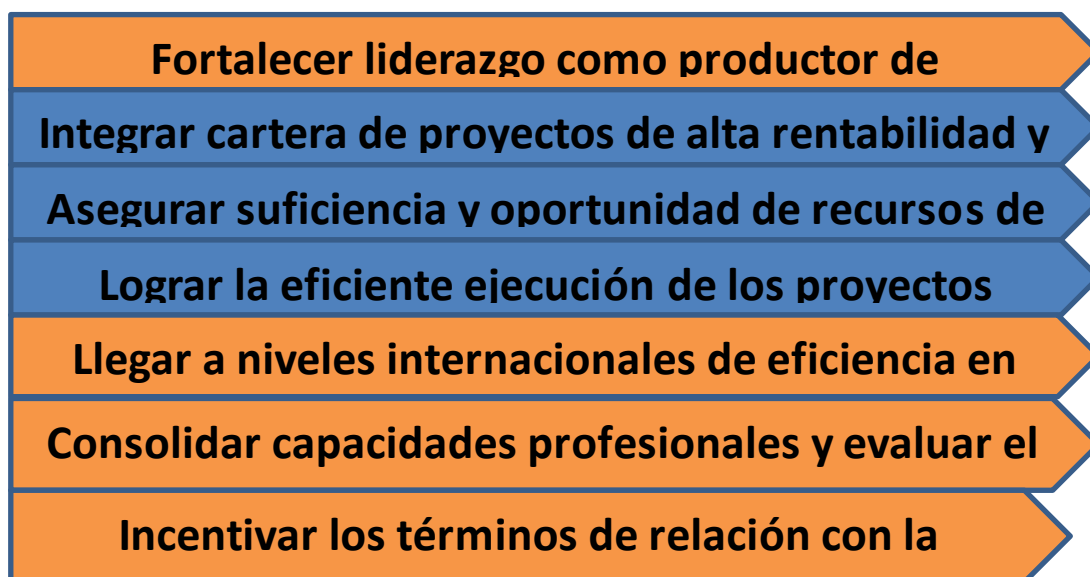 Fortalecer liderazgo como productor de
Integrar cartera de proyectos de alta rentabilidad y
Asegurar suficiencia y oportunidad de recursos de
Lograr la eficiente ejecución de los proyectos
Llegar a niveles internacionales de eficiencia en
Consolidar capacidades profesionales y evaluar el
Incentivar los términos de relación con la